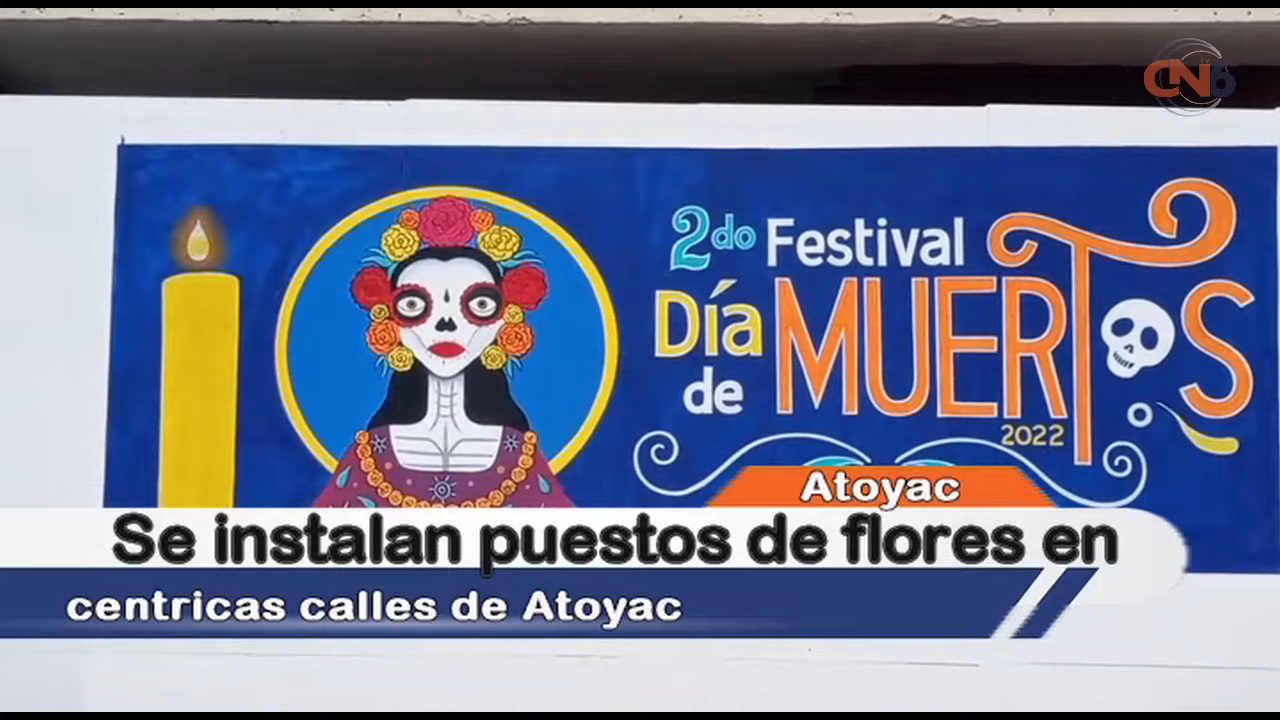 CN6
2do Festival
Día
de
MUERTOS
2022
Atoyac
Se instalan puestos de flores en
centricas calles de Atoyac